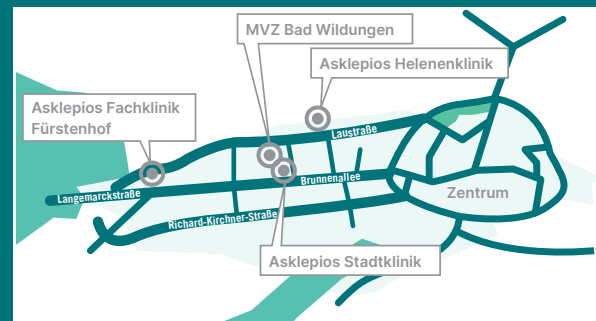 MVZ Bad Wildungen
Asklepios Helenenklinik
Asklepios Fachklinik
Fürstenhof
Laustraße
Brunnenallee
Langemarckstraße
Zentrum
Richard-Kirchner-Straße
Asklepios Stadtklinik